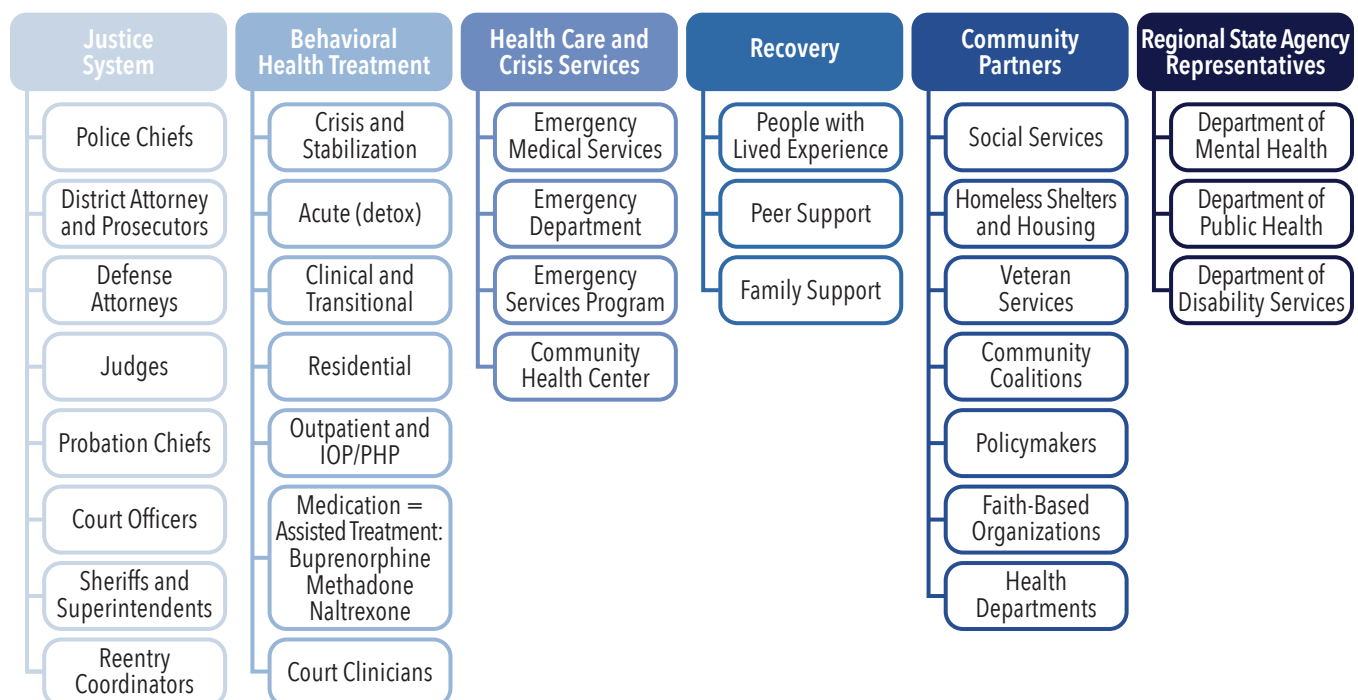 Justice
System
Police Chiefs
District Attorney
and Prosecutors
Defense
Attorneys
Judges
Probation Chiefs
Court Officers
Sheriffs and
Superintendents
Reentry
Coordinators
Behavioral
Health Treatment
Crisis and
Stabilization
Acute (detox)
Clinical and
Transitional
Residential
Outpatient and
IOP/PHP
Medication =
Assisted Treatment:
Buprenorphine
Methadone
Naltrexone
Court Clinicians
Health Care and
Crisis Services
Emergency
Medical Services
Emergency
Department
Emergency
Services Program
Community
Health Center
Recovery
People with
Lived Experience
Peer Support
Family Support
Community
Partners
Social Services
Homeless Shelters
and Housing
Veteran
Services
Community
Coalitions
Policymakers
Faith-Based
Organizations
Health
Departments
Regional State Agency
Representatives
Department of
Mental Health
Department of
Public Health
Department of
Disability Services